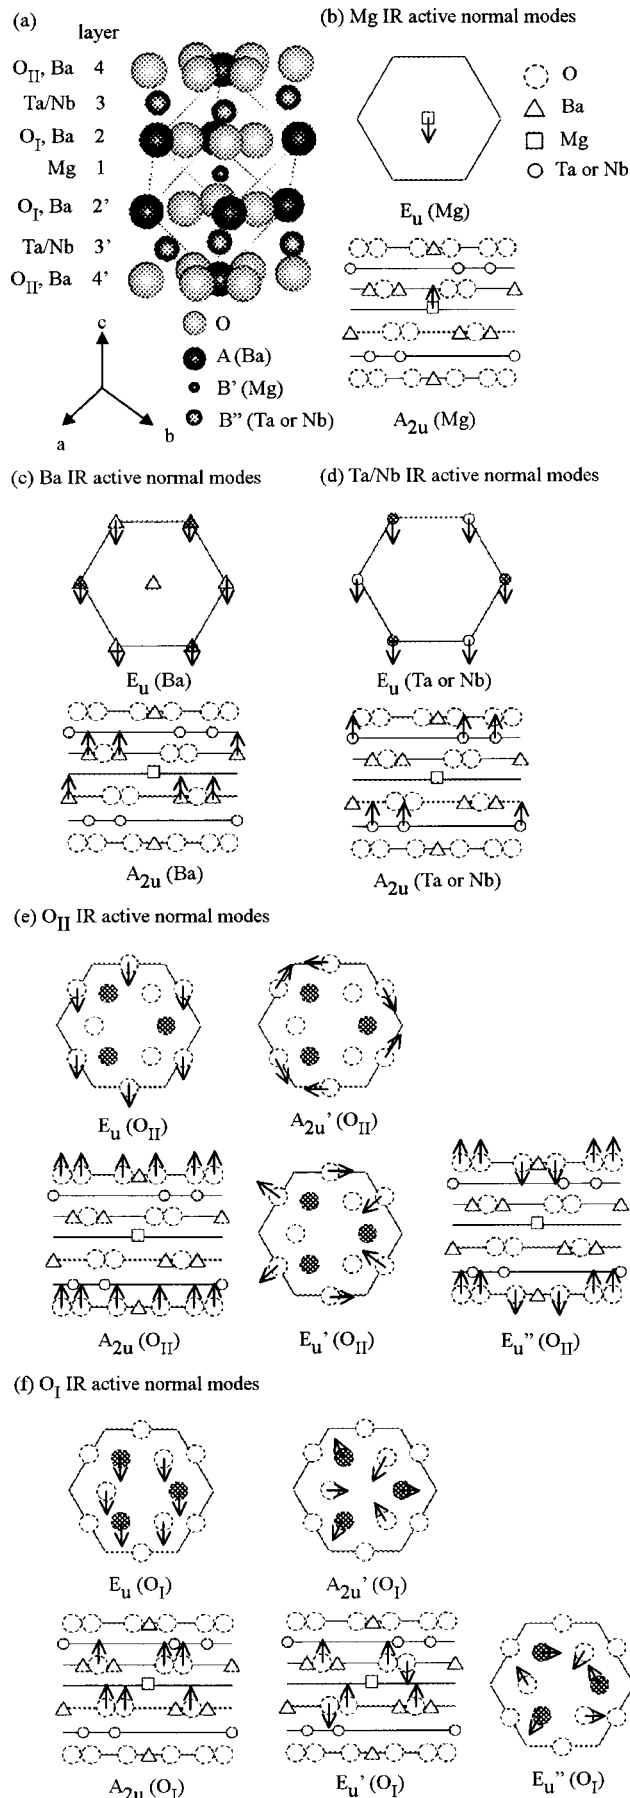 (a)
layer
O_II, Ba 4
Ta/Nb 3
O_I, Ba 2
Mg 1
O_I, Ba 2'
Ta/Nb 3'
O_II, Ba 4'
c
a
b
O
A (Ba)
B' (Mg)
B" (Ta or Nb)
(b) Mg IR active normal modes
O
Ba
Mg
Ta or Nb
E_u (Mg)
A_2u (Mg)
(c) Ba IR active normal modes
E_u (Ba)
A_2u (Ba)
(d) Ta/Nb IR active normal modes
E_u (Ta or Nb)
A_2u (Ta or Nb)
(e) O_II IR active normal modes
E_u (O_II)
A_2u' (O_II)
A_2u (O_II)
E_u' (O_II)
E_u" (O_II)
(f) O_I IR active normal modes
E_u (O_I)
A_2u' (O_I)
A_2u (O_I)
E_u' (O_I)
E_u" (O_I)